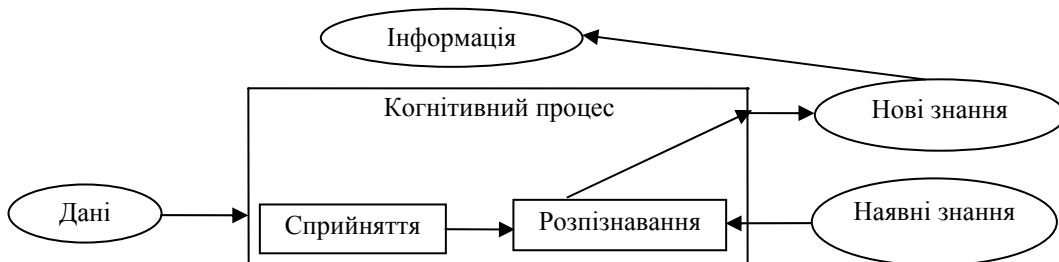 Інформація
Когнітивний процес
Нові знання
Дані
Сприйняття
Розпізнавання
Наявні знання